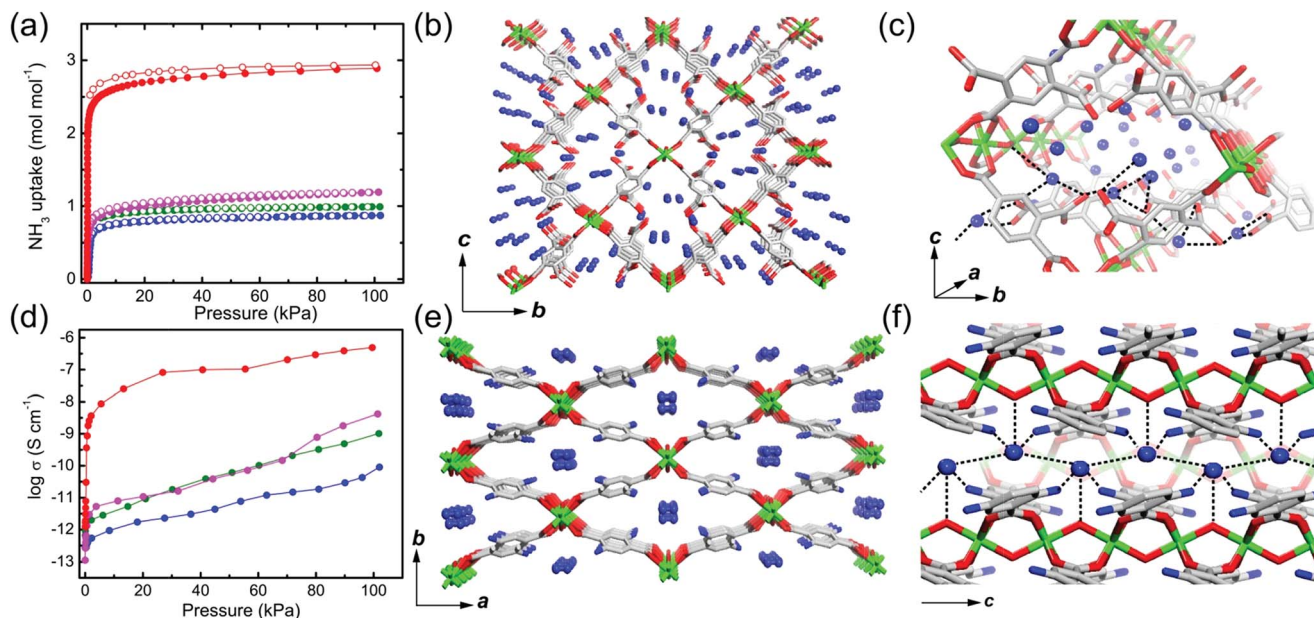 (a)
NH₃ uptake (mol mol⁻¹)
3
2
1
0
0 20 40 60 80 100
Pressure (kPa)
(b)
c
b
(c)
c
a
b
(d)
log σ (S cm⁻¹)
-6
-7
-8
-9
-10
-11
-12
-13
0 20 40 60 80 100
Pressure (kPa)
(e)
b
a
(f)
c